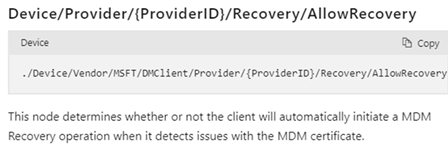 Device/Provider/{ProviderID}/Recovery/AllowRecovery
Device
Copy
./Device/Vendor/MSFT/DMClient/Provider/{ProviderID}/Recovery/AllowRecovery
This node determines whether or not the client will automatically initiate a MDM
Recovery operation when it detects issues with the MDM certificate.